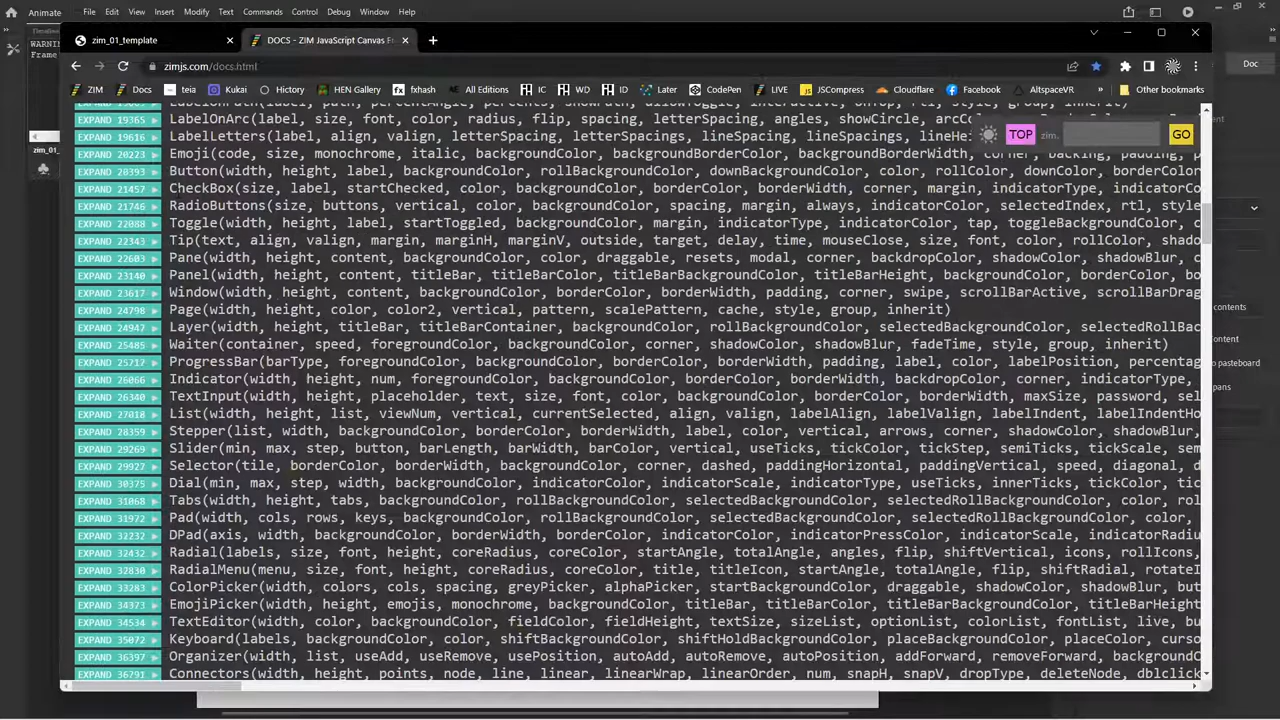 Animate File Edit View Insert Modify Text Commands Control Debug Window Help
Timeline
WARNI
Frame
zim_01_template
DOCS - ZIM JavaScript Canvas F
zimjs.com/docs.html
Doc
ZIM Docs teia Kukai Hictory HEN Gallery fxhash All Editions IC WD ID Later CodePen LIVE JSCompress Cloudflare Facebook AltspaceVR » Other bookmarks
EXPAND 19365 LabelOnArc(label, size, font, color, radius, flip, spacing, letterSpacing, angles, showCircle, arcCo
TOP zim. GO
EXPAND 19616 LabelLetters(label, align, valign, letterSpacing, letterSpacings, lineSpacing, lineSpacings, lineHei
EXPAND 20223 Emoji(code, size, monochrome, italic, backgroundColor, backgroundBorderColor, backgroundBorderWidth, corner, backing, padding, p
EXPAND 20393 Button(width, height, label, backgroundColor, rollBackgroundColor, downBackgroundColor, color, rollColor, downColor, borderColor
EXPAND 21457 CheckBox(size, label, startChecked, color, backgroundColor, borderColor, borderWidth, corner, margin, indicatorType, indicatorCo
EXPAND 21746 RadioButtons(size, buttons, vertical, color, backgroundColor, spacing, margin, always, indicatorColor, selectedIndex, rtl, style
EXPAND 22088 Toggle(width, height, label, startToggled, backgroundColor, margin, indicatorType, indicatorColor, tap, toggleBackgroundColor, co
EXPAND 22343 Tip(text, align, valign, margin, marginH, marginV, outside, target, delay, time, mouseClose, size, font, color, rollColor, shado
EXPAND 22603 Pane(width, height, content, backgroundColor, color, draggable, resets, modal, corner, backdropColor, shadowColor, shadowBlur, c
EXPAND 23140 Panel(width, height, content, titleBar, titleBarColor, titleBarBackgroundColor, titleBarHeight, backgroundColor, borderColor, bo
EXPAND 23617 Window(width, height, content, backgroundColor, borderColor, borderWidth, padding, corner, swipe, scrollBarActive, scrollBarDrag
EXPAND 24798 Page(width, height, color, color2, vertical, pattern, scalePattern, cache, style, group, inherit)
EXPAND 24947 Layer(width, height, titleBar, titleBarContainer, backgroundColor, rollBackgroundColor, selectedBackgroundColor, selectedRollBac
EXPAND 25485 Waiter(container, speed, foregroundColor, backgroundColor, corner, shadowColor, shadowBlur, fadeTime, style, group, inherit)
EXPAND 25717 ProgressBar(barType, foregroundColor, backgroundColor, borderColor, borderWidth, padding, label, color, labelPosition, percentag
EXPAND 26066 Indicator(width, height, num, foregroundColor, backgroundColor, borderColor, borderWidth, backdropColor, corner, indicatorType,
EXPAND 26340 TextInput(width, height, placeholder, text, size, font, color, backgroundColor, borderColor, borderWidth, maxSize, password, sel
EXPAND 27018 List(width, height, list, viewNum, vertical, currentSelected, align, valign, labelAlign, labelValign, labelIndent, labelIndentHo
EXPAND 28359 Stepper(list, width, backgroundColor, borderColor, borderWidth, label, color, vertical, arrows, corner, shadowColor, shadowBlur,
EXPAND 29269 Slider(min, max, step, button, barLength, barWidth, barColor, vertical, useTicks, tickColor, tickStep, semiTicks, tickScale, sem
EXPAND 29927 Selector(tile, borderColor, borderWidth, backgroundColor, corner, dashed, paddingHorizontal, paddingVertical, speed, diagonal, d
EXPAND 30375 Dial(min, max, step, width, backgroundColor, indicatorColor, indicatorScale, indicatorType, useTicks, innerTicks, tickColor, tic
EXPAND 31068 Tabs(width, height, tabs, backgroundColor, rollBackgroundColor, selectedBackgroundColor, selectedRollBackgroundColor, color, rol
EXPAND 31972 Pad(width, cols, rows, keys, backgroundColor, rollBackgroundColor, selectedBackgroundColor, selectedRollBackgroundColor, color,
EXPAND 32232 DPad(axis, width, backgroundColor, borderColor, borderWidth, indicatorColor, indicatorPressColor, indicatorScale, indicatorRadiu
EXPAND 32432 Radial(labels, size, font, height, coreRadius, coreColor, startAngle, totalAngle, angles, flip, shiftVertical, icons, rollIcons,
EXPAND 32830 RadialMenu(menu, size, font, height, coreRadius, coreColor, title, titleIcon, startAngle, totalAngle, flip, shiftRadial, rotateI
EXPAND 33283 ColorPicker(width, colors, cols, spacing, greyPicker, alphaPicker, startBackgroundColor, draggable, shadowColor, shadowBlur, but
EXPAND 34373 EmojiPicker(width, height, emojis, monochrome, backgroundColor, titleBar, titleBarColor, titleBarBackgroundColor, titleBarHeight
EXPAND 34534 TextEditor(width, color, backgroundColor, fieldColor, fieldHeight, textSize, sizeList, optionList, colorList, fontList, live, bu
EXPAND 35072 Keyboard(labels, backgroundColor, color, shiftBackgroundColor, shiftHoldBackgroundColor, placeBackgroundColor, placeColor, curso
EXPAND 36397 Organizer(width, list, useAdd, useRemove, usePosition, autoAdd, autoRemove, autoPosition, addForward, removeForward, backgroundC
EXPAND 36791 Connectors(width, height, points, node, line, linear, linearWrap, linearOrder, num, snapH, snapV, dropType, deleteNode, dblclick
zim_01_
contents
ontent
o pasteboard
pans